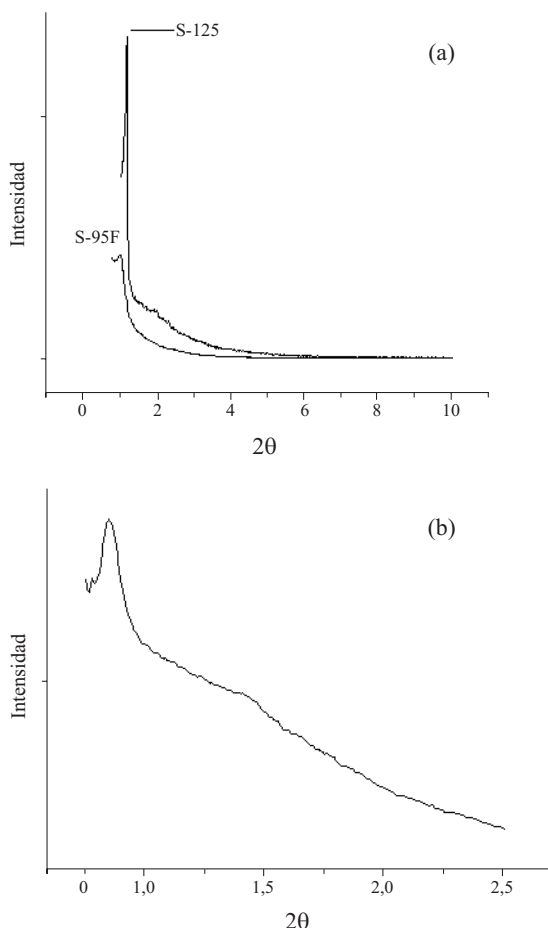 S-125
(a)
Intensidad
S-95F
0 2 4 6 8 10
2θ
(b)
Intensidad
0 1,0 1,5 2,0 2,5
2θ